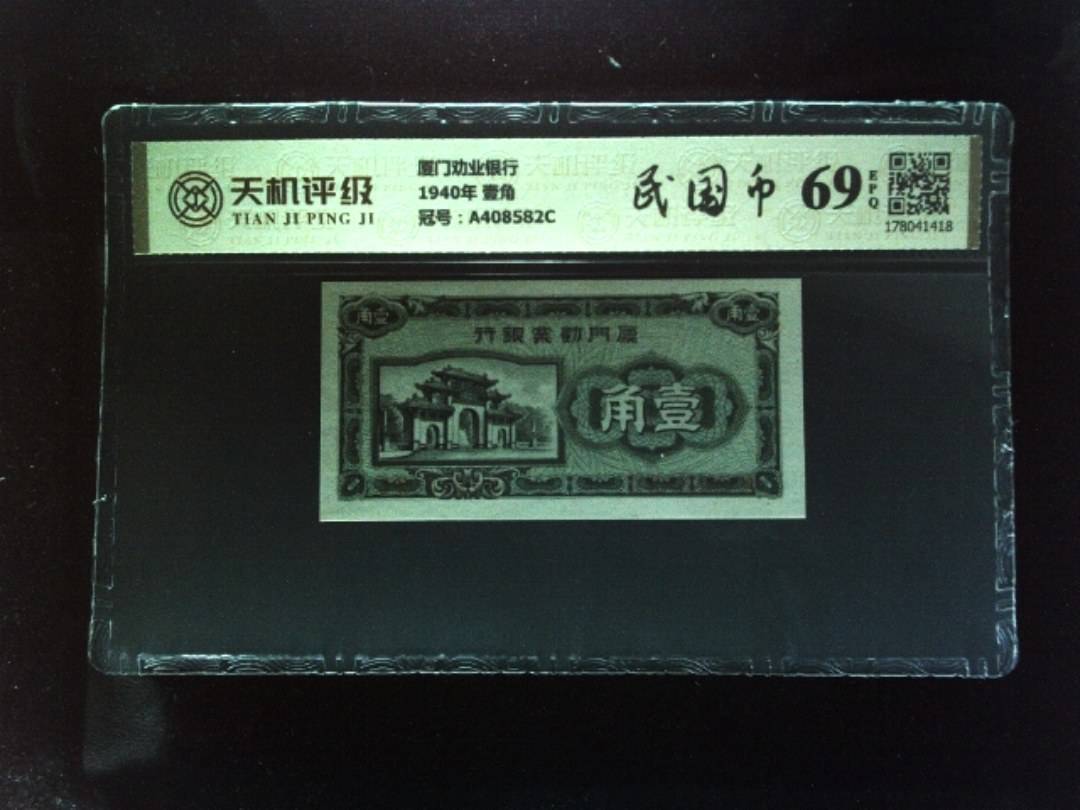 天机评级
TIAN JI PING JI
厦门劝业银行
1940年 壹角
冠号：A408582C
民国币
69
EPQ
178041418
角壹
角壹
行銀業勸門廈
角壹